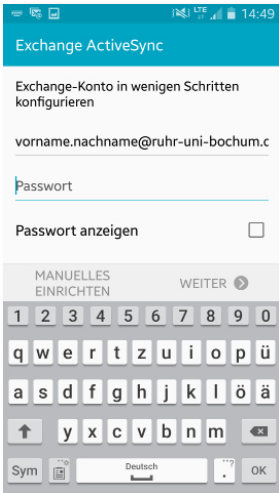 LTE 14:49
Exchange ActiveSync
Exchange-Konto in wenigen Schritten
konfigurieren
vorname.nachname@ruhr-uni-bochum.c
Passwort
Passwort anzeigen
MANUELLES
EINRICHTEN
WEITER
1 2 3 4 5 6 7 8 9 0
q w e r t z u i o p ü
a s d f g h j k l ö ä
y x c v b n m
Sym Deutsch . ? OK